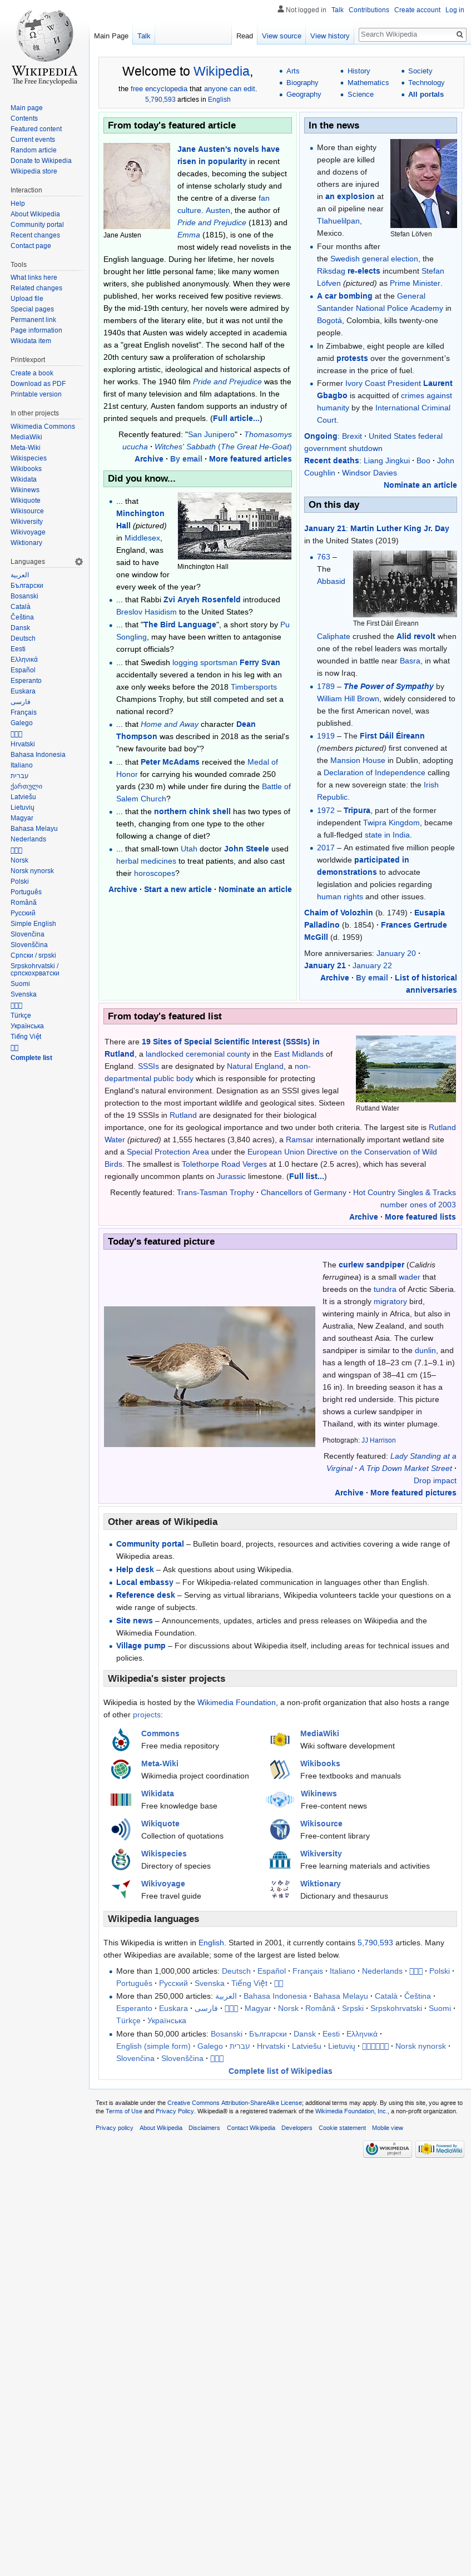 Not logged in Talk Contributions Create account Log in
Main Page Talk Read View source View history Search Wikipedia
WIKIPEDIA
The Free Encyclopedia
Main page
Contents
Featured content
Current events
Random article
Donate to Wikipedia
Wikipedia store
Interaction
Help
About Wikipedia
Community portal
Recent changes
Contact page
Tools
What links here
Related changes
Upload file
Special pages
Permanent link
Page information
Wikidata item
Print/export
Create a book
Download as PDF
Printable version
In other projects
Wikimedia Commons
MediaWiki
Meta-Wiki
Wikispecies
Wikibooks
Wikidata
Wikinews
Wikiquote
Wikisource
Wikiversity
Wikivoyage
Wiktionary
Languages
العربية
Български
Bosanski
Català
Čeština
Dansk
Deutsch
Eesti
Ελληνικά
Español
Esperanto
Euskara
فارسی
Français
Galego
Hrvatski
Bahasa Indonesia
Italiano
עברית
ქართული
Latviešu
Lietuvių
Magyar
Bahasa Melayu
Nederlands
Norsk
Norsk nynorsk
Polski
Português
Română
Русский
Simple English
Slovenčina
Slovenščina
Српски / srpski
Srpskohrvatski /
српскохрватски
Suomi
Svenska
Türkçe
Українська
Tiếng Việt
Complete list
Welcome to Wikipedia,
the free encyclopedia that anyone can edit.
5,790,593 articles in English
Arts
Biography
Geography
History
Mathematics
Science
Society
Technology
All portals
From today's featured article
Jane Austen
Jane Austen's novels have
risen in popularity in recent
decades, becoming the subject
of intense scholarly study and
the centre of a diverse fan
culture. Austen, the author of
Pride and Prejudice (1813) and
Emma (1815), is one of the
most widely read novelists in the
English language. During her lifetime her novels,
anonymously published, brought her little personal
fame; they received only a few positive reviews.
By the mid-19th century, her novels were admired by
the literary elite, but it was not until well into the
1940s that Austen was widely accepted in academia
as a "great English novelist". The second half of the
20th century saw a proliferation of scholarship
exploring artistic, ideological, and historical aspects of
her works. The 1940 film Pride and Prejudice was the
first of many to make it to the big screen. In the
21st century, Austen fandom supports an industry of
printed sequels and prequels. (Full article...)
Recently featured: "San Junipero" · Thomasomys
ucucha · Witches' Sabbath (The Great He-Goat)
Archive · By email · More featured articles
Did you know...
Minchington Hall
... that
Minchington
Hall (pictured)
in Middlesex,
England, was
said to have
one window for
every week of the year?
... that Rabbi Zvi Aryeh Rosenfeld introduced
Breslov Hasidism to the United States?
... that "The Bird Language", a short story by Pu
Songling, may have been written to antagonise
corrupt officials?
... that Swedish logging sportsman Ferry Svan
accidentally severed a tendon in his leg with
an axe only weeks before the 2018 Timbersports
Champions Trophy, but still set a new
national record?
... that Home and Away character Dean
Thompson was described in 2018 as the serial's
"new favourite bad boy"?
... that Peter McAdams received the Medal of
Honor for carrying a comrade to safety while
under heavy Confederate fire during the Battle of
Salem Church?
... that the northern chink shell has two types of
teeth, changing from one type to the other
following a change of diet?
... that small-town Utah doctor John Steele used
herbal medicines to treat patients, and also cast
their horoscopes?
Archive · Start a new article · Nominate an article
In the news
Stefan Löfven
More than eighty
people are killed
and dozens of
others are injured
in an explosion at
an oil pipeline near
Tlahuelilpan,
Mexico.
Four months after
the Swedish general election, the
Riksdag re-elects incumbent Stefan
Löfven (pictured) as Prime Minister.
A car bombing at the General
Santander National Police Academy in
Bogotá, Colombia, kills twenty-one
people.
In Zimbabwe, eight people are killed
amid protests over the government's
increase in the price of fuel.
Former Ivory Coast President Laurent
Gbagbo is acquitted of crimes against
humanity by the International Criminal
Court.
Ongoing: Brexit · United States federal
government shutdown
Recent deaths: Liang Jingkui · Boo · John
Coughlin · Windsor Davies
Nominate an article
On this day
January 21: Martin Luther King Jr. Day
in the United States (2019)
The First Dáil Éireann
763 –
The
Abbasid
Caliphate crushed the Alid revolt when
one of the rebel leaders was mortally
wounded in battle near Basra, in what
is now Iraq.
1789 – The Power of Sympathy by
William Hill Brown, widely considered to
be the first American novel, was
published.
1919 – The First Dáil Éireann
(members pictured) assembled at
the Mansion House in Dublin, adopting
a Declaration of Independence calling
for the establishment of a new state: the Irish
Republic.
1972 – Tripura, part of the former
independent Twipra Kingdom, became
a full-fledged state in India.
2017 – An estimated five million people
worldwide participated in
demonstrations to advocate
legislation and policies regarding
human rights and other issues.
Chaim of Volozhin (b. 1749) · Eusapia
Palladino (b. 1854) · Frances Gertrude
McGill (d. 1959)
More anniversaries: January 20 ·
January 21 · January 22
Archive · By email · List of historical
anniversaries
From today's featured list
Rutland Water
There are 19 Sites of Special Scientific Interest (SSSIs) in
Rutland, a landlocked ceremonial county in the East Midlands of
England. SSSIs are designated by Natural England, a non-
departmental public body which is responsible for protecting
England's natural environment. Designation as an SSSI gives legal
protection to the most important wildlife and geological sites. Sixteen
of the 19 SSSIs in Rutland are designated for their biological
importance, one for its geological importance, and two are under both criteria. The largest site is Rutland
Water (pictured) at 1,555 hectares (3,840 acres), a Ramsar internationally important wetland site
and a Special Protection Area under the European Union Directive on the Conservation of Wild
Birds. The smallest is Tolethorpe Road Verges at 1.0 hectare (2.5 acres), which has locally
regionally uncommon plants on Jurassic limestone. (Full list...)
Recently featured: Trans-Tasman Trophy · Chancellors of Germany · Hot Country Singles & Tracks
number ones of 2003
Archive · More featured lists
Today's featured picture
The curlew sandpiper (Calidris
ferruginea) is a small wader that
breeds on the tundra of Arctic Siberia.
It is a strongly migratory bird,
wintering mainly in Africa, but also in
Australia, New Zealand, and south
and southeast Asia. The curlew
sandpiper is similar to the dunlin, and
has a length of 18–23 cm (7.1–9.1 in)
and wingspan of 38–41 cm (15–
16 in). In breeding season it has a
bright red underside. This picture
shows a curlew sandpiper in
Thailand, with its winter plumage.
Photograph: JJ Harrison
Recently featured: Lady Standing at a
Virginal · A Trip Down Market Street ·
Drop impact
Archive · More featured pictures
Other areas of Wikipedia
Community portal – Bulletin board, projects, resources and activities covering a wide range of
Wikipedia areas.
Help desk – Ask questions about using Wikipedia.
Local embassy – For Wikipedia-related communication in languages other than English.
Reference desk – Serving as virtual librarians, Wikipedia volunteers tackle your questions on a
wide range of subjects.
Site news – Announcements, updates, articles and press releases on Wikipedia and the
Wikimedia Foundation.
Village pump – For discussions about Wikipedia itself, including areas for technical issues and
policies.
Wikipedia's sister projects
Wikipedia is hosted by the Wikimedia Foundation, a non-profit organization that also hosts a range
of other projects:
Commons
Free media repository
MediaWiki
Wiki software development
Meta-Wiki
Wikimedia project coordination
Wikibooks
Free textbooks and manuals
Wikidata
Free knowledge base
Wikinews
Free-content news
Wikiquote
Collection of quotations
Wikisource
Free-content library
Wikispecies
Directory of species
Wikiversity
Free learning materials and activities
Wikivoyage
Free travel guide
Wiktionary
Dictionary and thesaurus
Wikipedia languages
This Wikipedia is written in English. Started in 2001, it currently contains 5,790,593 articles. Many
other Wikipedias are available; some of the largest are listed below.
More than 1,000,000 articles: Deutsch · Español · Français · Italiano · Nederlands · · Polski ·
Português · Русский · Svenska · Tiếng Việt ·
More than 250,000 articles: العربية · Bahasa Indonesia · Bahasa Melayu · Català · Čeština ·
Esperanto · Euskara · فارسی · · Magyar · Norsk · Română · Srpski · Srpskohrvatski · Suomi ·
Türkçe · Українська
More than 50,000 articles: Bosanski · Български · Dansk · Eesti · Ελληνικά ·
English (simple form) · Galego · עברית · Hrvatski · Latviešu · Lietuvių · · Norsk nynorsk ·
Slovenčina · Slovenščina ·
Complete list of Wikipedias
Text is available under the Creative Commons Attribution-ShareAlike License; additional terms may apply. By using this site, you agree to
the Terms of Use and Privacy Policy. Wikipedia® is a registered trademark of the Wikimedia Foundation, Inc., a non-profit organization.
Privacy policy About Wikipedia Disclaimers Contact Wikipedia Developers Cookie statement Mobile view
WIKIMEDIA project Powered By MediaWiki